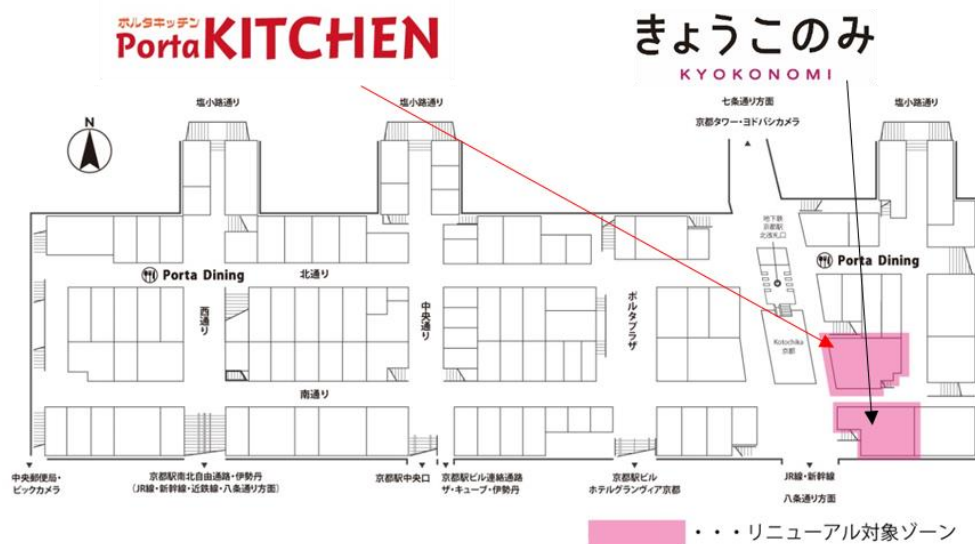 ポルタキッチン
Porta KITCHEN
きょうこのみ
KYOKONOMI
塩小路通り
塩小路通り
七条通り方面
京都タワー・ヨドバシカメラ
塩小路通り
N
地下鉄
京都駅
北改札口
Porta Dining
北通り
Porta Dining
西通り
中央通り
ポルタプラザ
Kotochika
京都
南通り
中央郵便局・
ビックカメラ
京都駅南北自由通路・伊勢丹
(JR線・新幹線・近鉄線・八条通り方面)
京都駅中央口
京都駅ビル連絡通路
ザ・キューブ・伊勢丹
京都駅ビル
ホテルグランヴィア京都
JR線・新幹線
八条通り方面
・・・リニューアル対象ゾーン